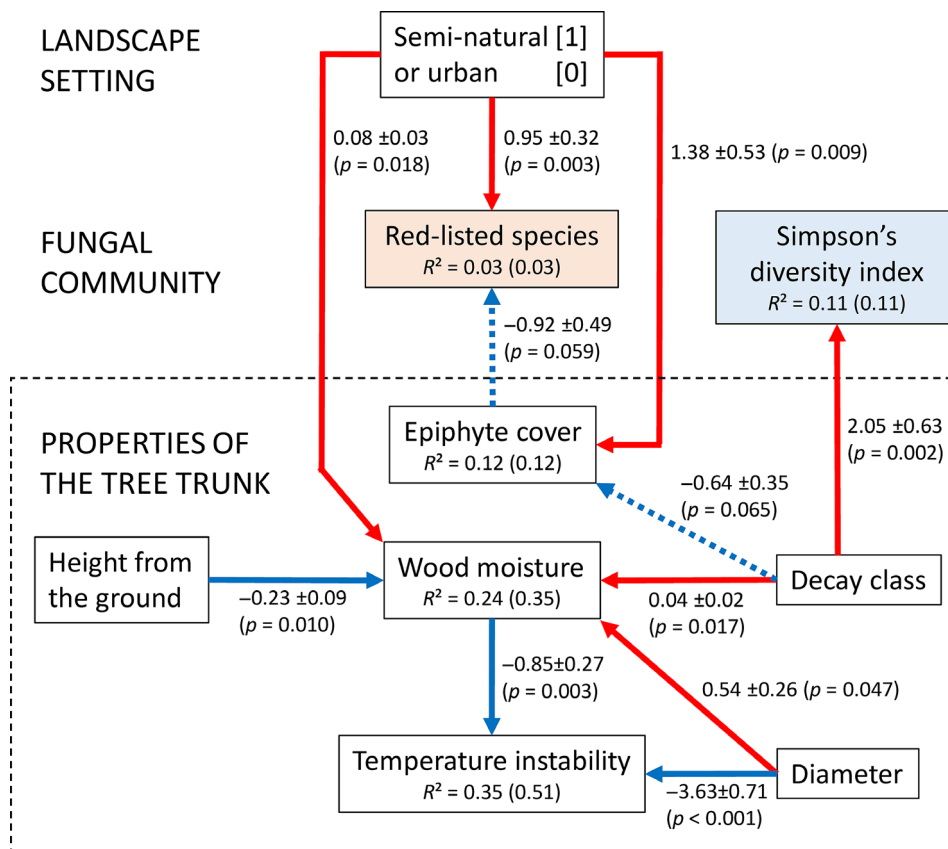 LANDSCAPE
SETTING
Semi-natural [1]
or urban [0]
0.08 ±0.03
(p = 0.018)
0.95 ±0.32
(p = 0.003)
1.38 ±0.53 (p = 0.009)
FUNGAL
COMMUNITY
Red-listed species
R² = 0.03 (0.03)
Simpson’s
diversity index
R² = 0.11 (0.11)
−0.92 ±0.49
(p = 0.059)
PROPERTIES OF
THE TREE TRUNK
Epiphyte cover
R² = 0.12 (0.12)
2.05 ±0.63
(p = 0.002)
−0.64 ±0.35
(p = 0.065)
Height from
the ground
−0.23 ±0.09
(p = 0.010)
Wood moisture
R² = 0.24 (0.35)
0.04 ±0.02
(p = 0.017)
Decay class
−0.85±0.27
(p = 0.003)
0.54 ±0.26 (p = 0.047)
Temperature instability
R² = 0.35 (0.51)
−3.63±0.71
(p < 0.001)
Diameter